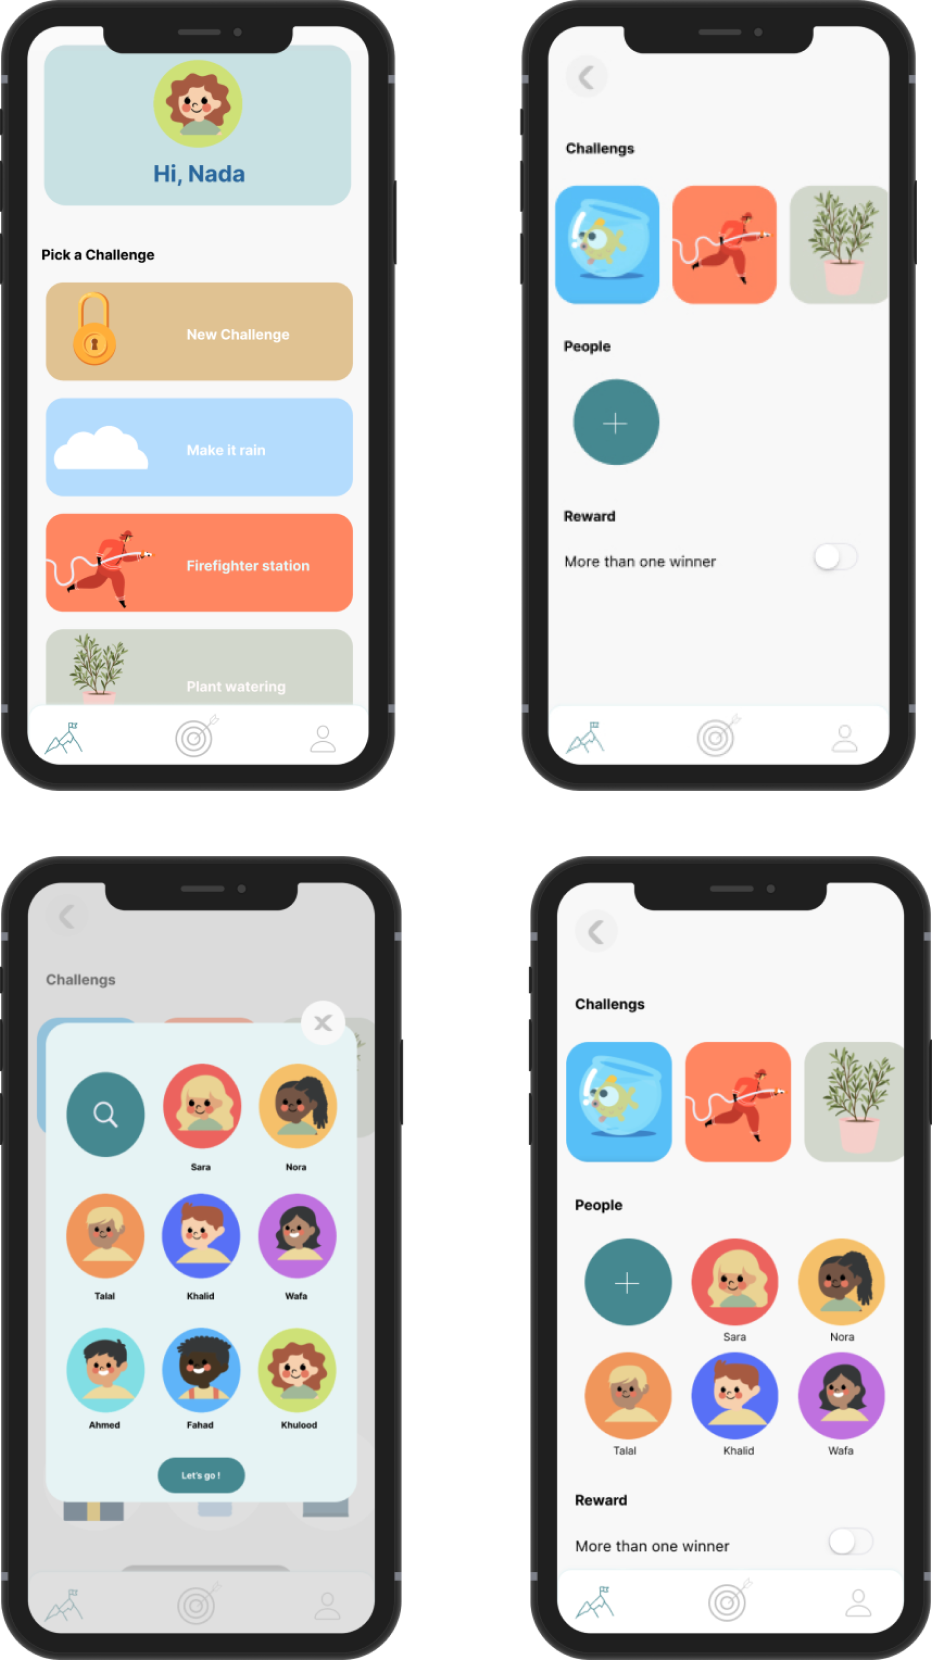 Hi, Nada
Pick a Challenge
New Challenge
Make it rain
Firefighter station
Plant watering
Challengs
People
Reward
More than one winner
Challengs
Sara
Nora
Talal
Khalid
Wafa
Ahmed
Fahad
Khulood
Let's go !
Challengs
People
Sara
Nora
Talal
Khalid
Wafa
Reward
More than one winner